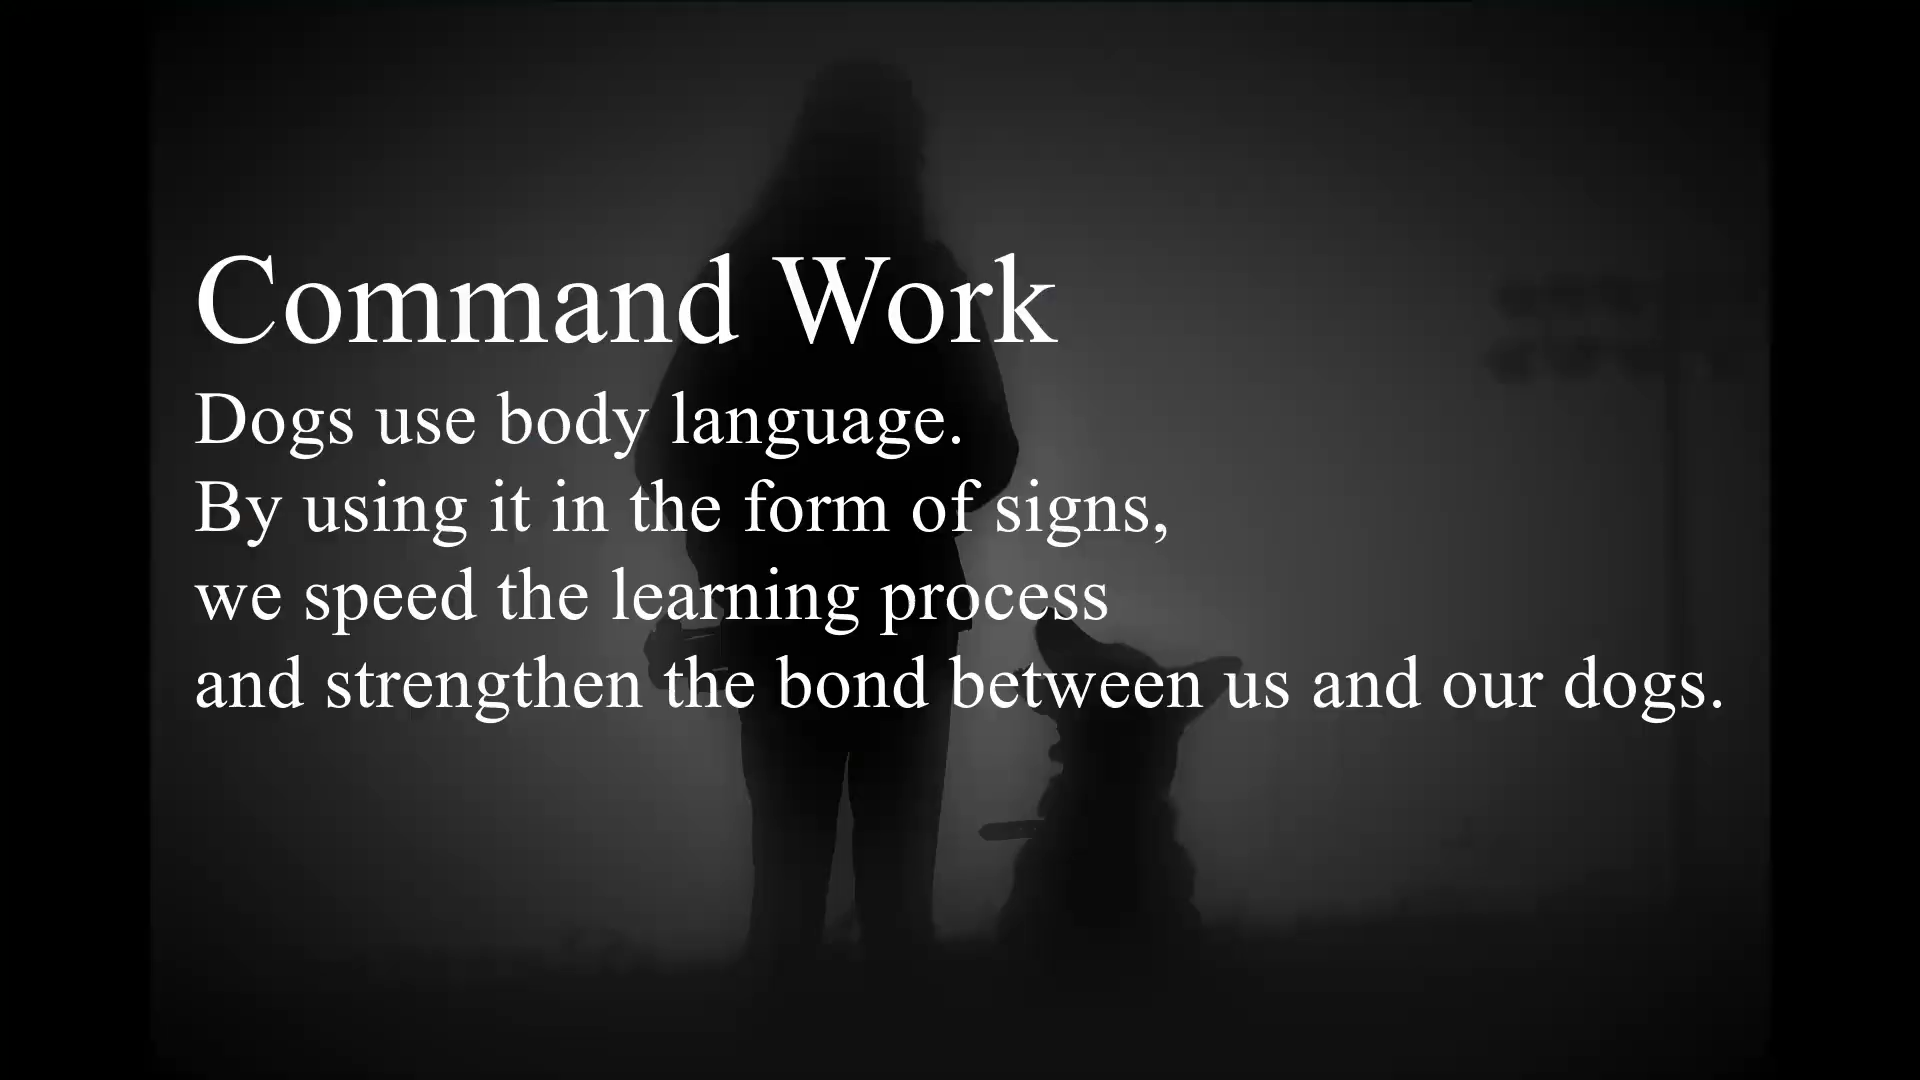 Command Work
Dogs use body language.
By using it in the form of signs,
we speed the learning process
and strengthen the bond between us and our dogs.